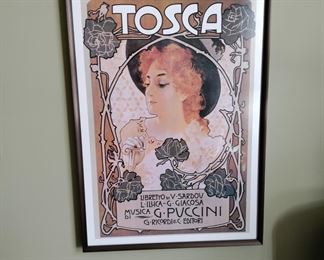 TOSCA
LIBRETTO DI V. SARDOU
L. ILLICA - G. GIACOSA
MUSICA DI G. PUCCINI
G. RICORDI & C. EDITORI